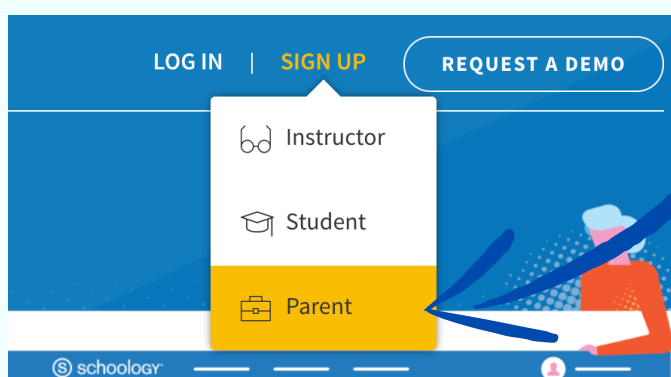 LOG IN | SIGN UP REQUEST A DEMO
Instructor
Student
Parent
schoology